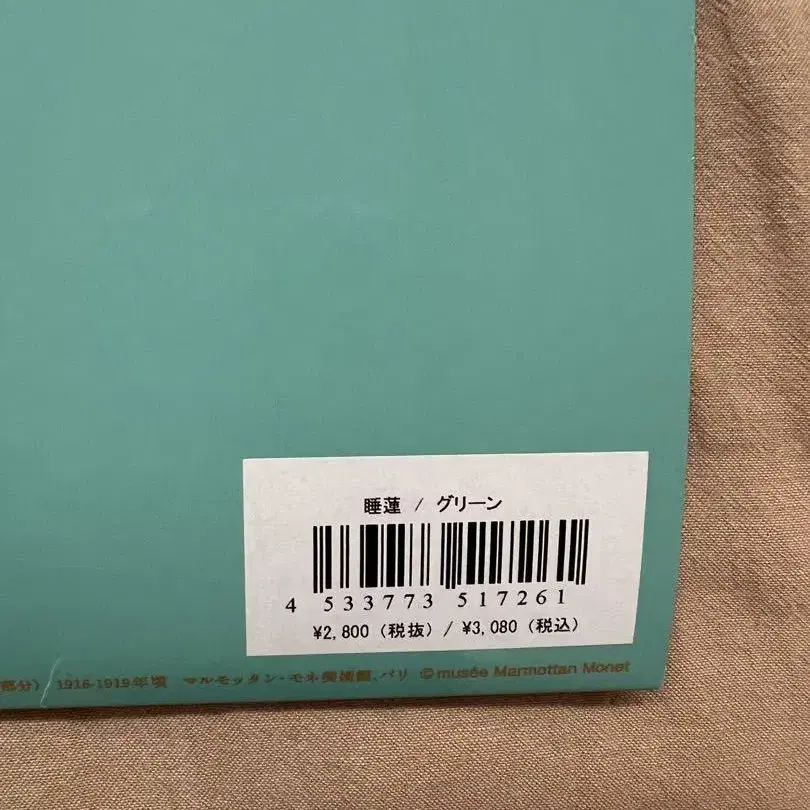 睡蓮 / グリーン
4 533773 517261
¥2,800 (税抜) / ¥3,080 (税込)
部分) 1916-1919年頃 マルモッタン・モネ美術館、パリ ©musée Marmottan Monet